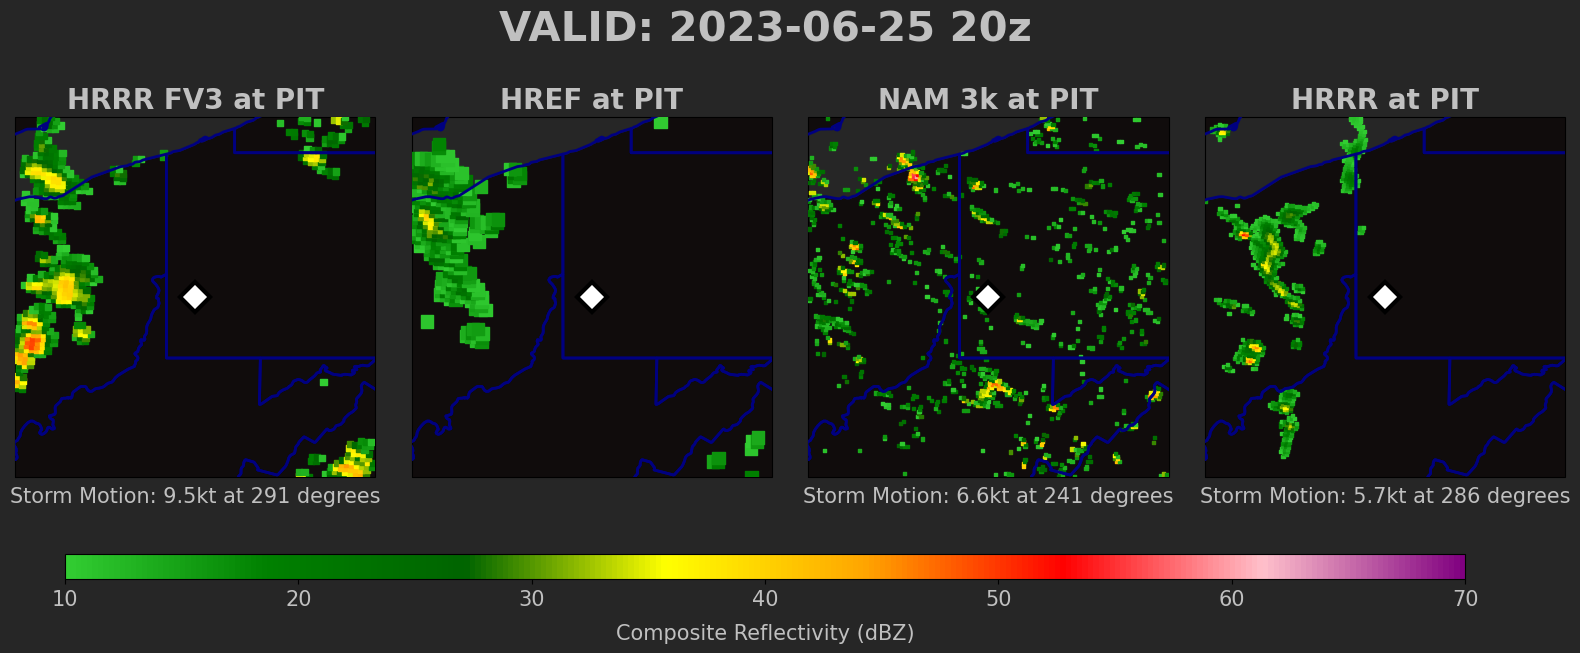 VALID: 2023-06-25 20z
HRRR FV3 at PIT
HREF at PIT
NAM 3k at PIT
HRRR at PIT
Storm Motion: 9.5kt at 291 degrees
Storm Motion: 6.6kt at 241 degrees
Storm Motion: 5.7kt at 286 degrees
10 20 30 40 50 60 70
Composite Reflectivity (dBZ)